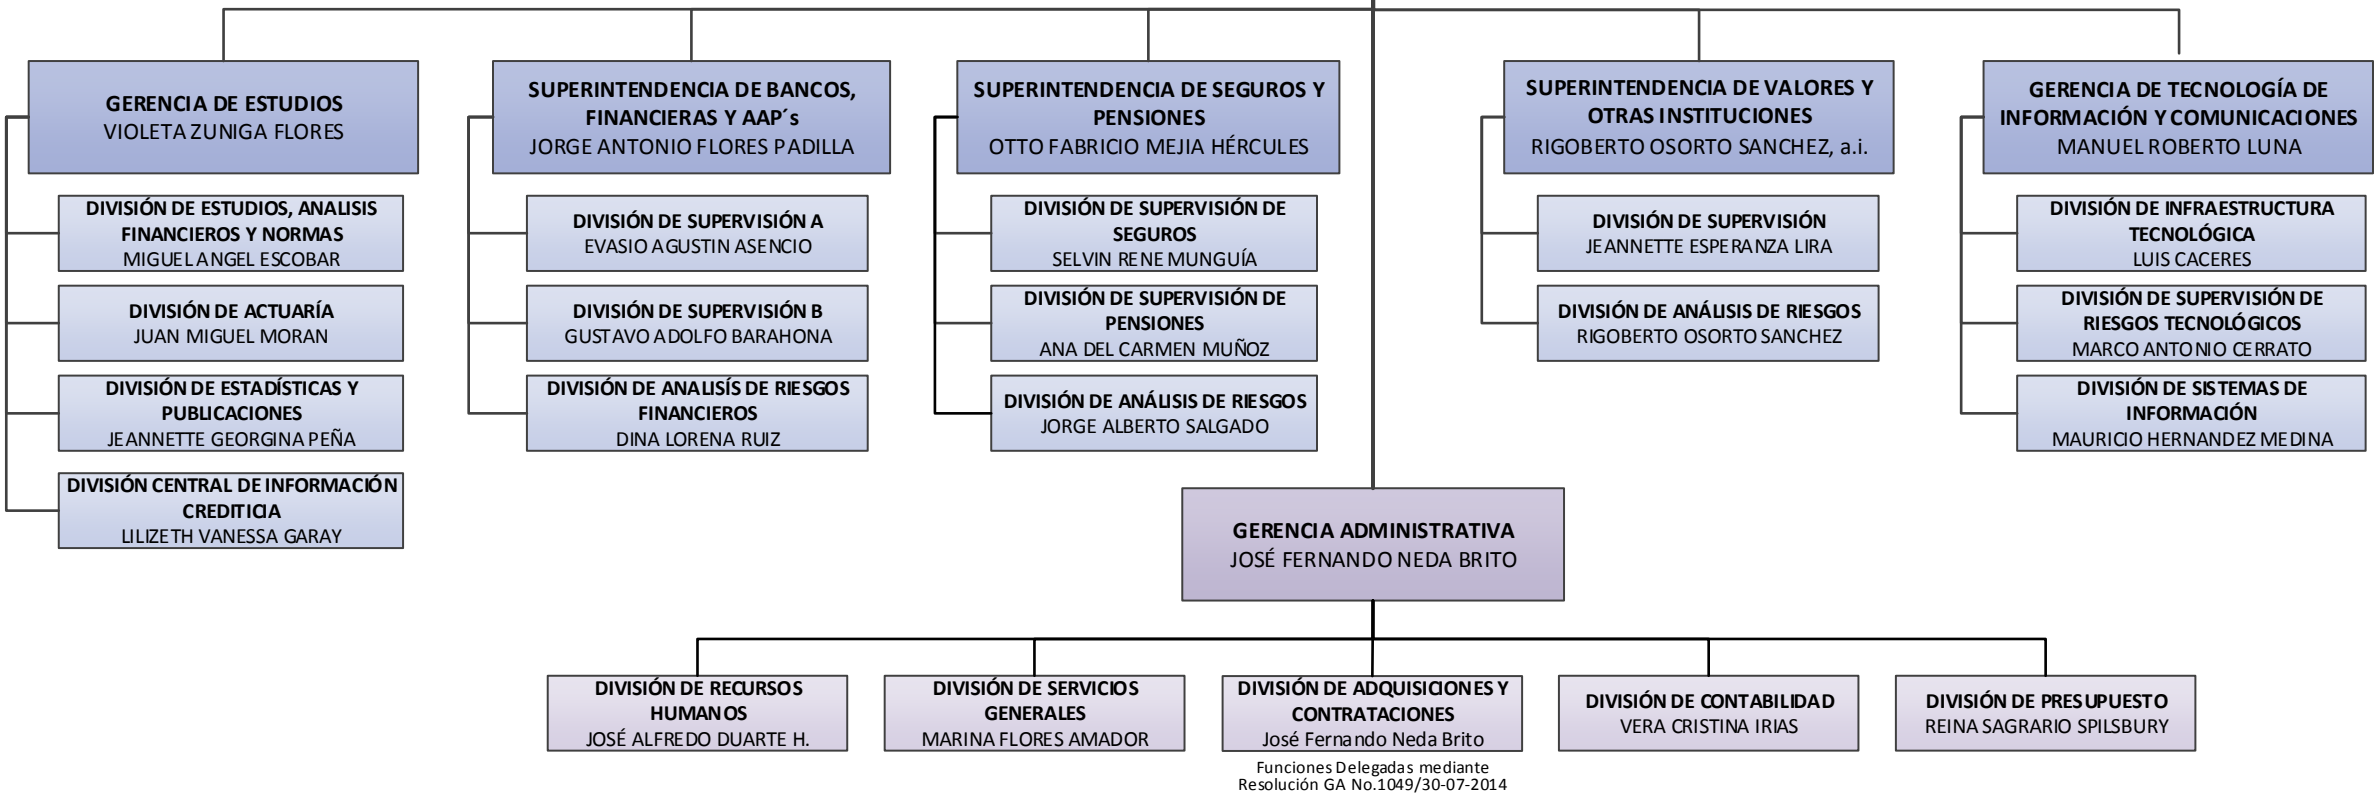 GERENCIA DE ESTUDIOS
VIOLETA ZUNIGA FLORES
DIVISIÓN DE ESTUDIOS, ANALISIS
FINANCIEROS Y NORMAS
MIGUEL ANGEL ESCOBAR
DIVISIÓN DE ACTUARÍA
JUAN MIGUEL MORAN
DIVISIÓN DE ESTADÍSTICAS Y
PUBLICACIONES
JEANNETTE GEORGINA PEÑA
DIVISIÓN CENTRAL DE INFORMACIÓN
CREDITICIA
LILIZETH VANESSA GARAY
SUPERINTENDENCIA DE BANCOS,
FINANCIERAS Y AAP´s
JORGE ANTONIO FLORES PADILLA
DIVISIÓN DE SUPERVISIÓN A
EVASIO AGUSTIN ASENCIO
DIVISIÓN DE SUPERVISIÓN B
GUSTAVO ADOLFO BARAHONA
DIVISIÓN DE ANALISÍS DE RIESGOS
FINANCIEROS
DINA LORENA RUIZ
SUPERINTENDENCIA DE SEGUROS Y
PENSIONES
OTTO FABRICIO MEJIA HÉRCULES
DIVISIÓN DE SUPERVISIÓN DE
SEGUROS
SELVIN RENE MUNGUÍA
DIVISIÓN DE SUPERVISIÓN DE
PENSIONES
ANA DEL CARMEN MUÑOZ
DIVISIÓN DE ANÁLISIS DE RIESGOS
JORGE ALBERTO SALGADO
SUPERINTENDENCIA DE VALORES Y
OTRAS INSTITUCIONES
RIGOBERTO OSORTO SANCHEZ, a.i.
DIVISIÓN DE SUPERVISIÓN
JEANNETTE ESPERANZA LIRA
DIVISIÓN DE ANÁLISIS DE RIESGOS
RIGOBERTO OSORTO SANCHEZ
GERENCIA DE TECNOLOGÍA DE
INFORMACIÓN Y COMUNICACIONES
MANUEL ROBERTO LUNA
DIVISIÓN DE INFRAESTRUCTURA
TECNOLÓGICA
LUIS CACERES
DIVISIÓN DE SUPERVISIÓN DE
RIESGOS TECNOLÓGICOS
MARCO ANTONIO CERRATO
DIVISIÓN DE SISTEMAS DE
INFORMACIÓN
MAURICIO HERNANDEZ MEDINA
GERENCIA ADMINISTRATIVA
JOSÉ FERNANDO NEDA BRITO
DIVISIÓN DE RECURSOS
HUMANOS
JOSÉ ALFREDO DUARTE H.
DIVISIÓN DE SERVICIOS
GENERALES
MARINA FLORES AMADOR
DIVISIÓN DE ADQUISICIONES Y
CONTRATACIONES
José Fernando Neda Brito
Funciones Delegadas mediante
Resolución GA No.1049/30-07-2014
DIVISIÓN DE CONTABILIDAD
VERA CRISTINA IRIAS
DIVISIÓN DE PRESUPUESTO
REINA SAGRARIO SPILSBURY